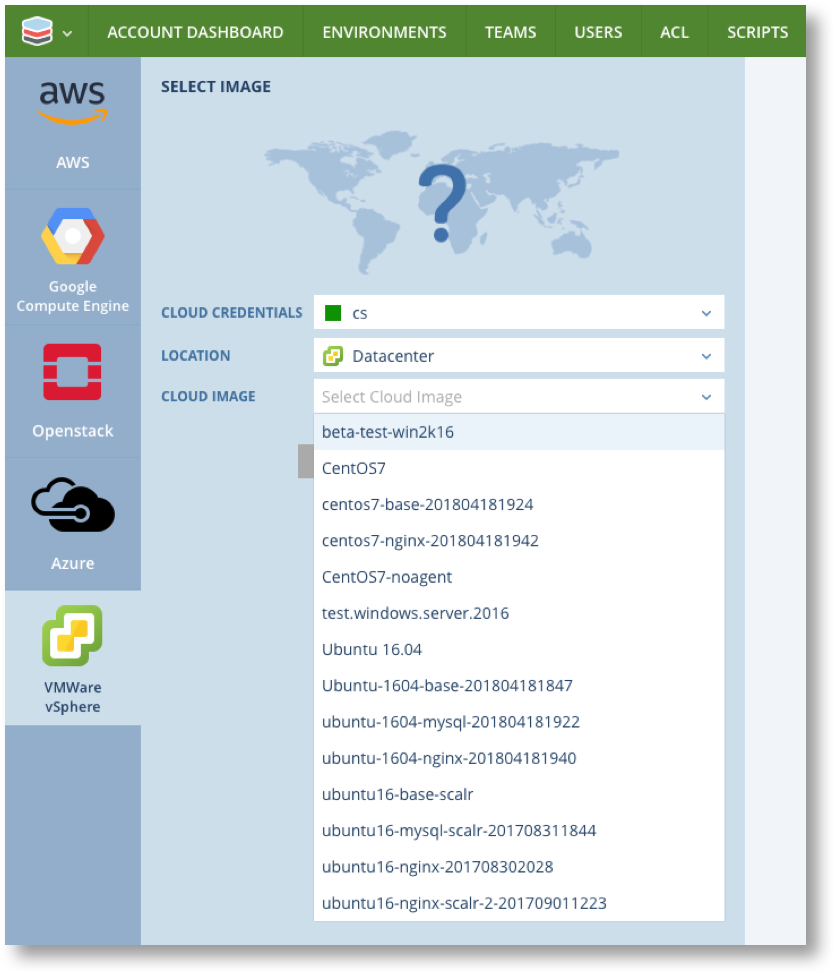 ACCOUNT DASHBOARD ENVIRONMENTS TEAMS USERS ACL SCRIPTS
aws
AWS
Google
Compute Engine
Openstack
Azure
VMWare
vSphere
SELECT IMAGE
?
CLOUD CREDENTIALS cs
LOCATION Datacenter
CLOUD IMAGE Select Cloud Image
beta-test-win2k16
CentOS7
centos7-base-201804181924
centos7-nginx-201804181942
CentOS7-noagent
test.windows.server.2016
Ubuntu 16.04
Ubuntu-1604-base-201804181847
ubuntu-1604-mysql-201804181922
ubuntu-1604-nginx-201804181940
ubuntu16-base-scalr
ubuntu16-mysql-scalr-201708311844
ubuntu16-nginx-201708302028
ubuntu16-nginx-scalr-2-201709011223